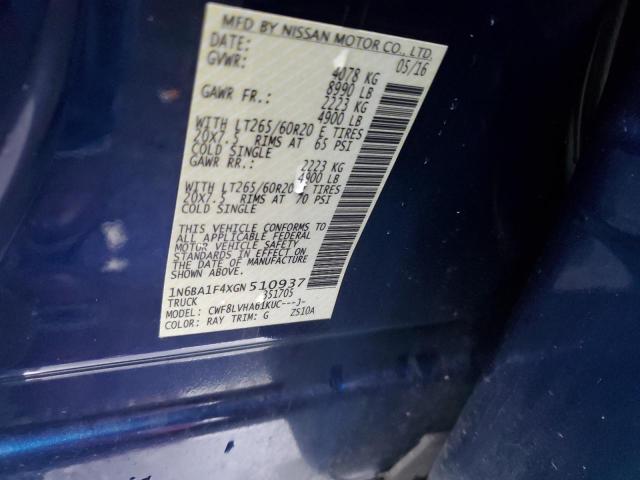 MFD BY NISSAN MOTOR CO., LTD.
DATE: 05/16
GVWR: 4078 KG
8990 LB
GAWR FR.: 2223 KG
4900 LB
WITH LT265/60R20 E TIRES
20X7.5 RIMS AT 65 PSI
COLD SINGLE
GAWR RR.: 2223 KG
4900 LB
WITH LT265/60R20 E TIRES
20X7.5 RIMS AT 70 PSI
COLD SINGLE
THIS VEHICLE CONFORMS TO
ALL APPLICABLE FEDERAL
MOTOR VEHICLE SAFETY
STANDARDS IN EFFECT ON
THE DATE OF MANUFACTURE
SHOWN ABOVE.
1N6BA1F4XGN510937
TRUCK 351705
MODEL: CWF8LVHA61KUC---J-
COLOR: RAY TRIM: G ZS10A